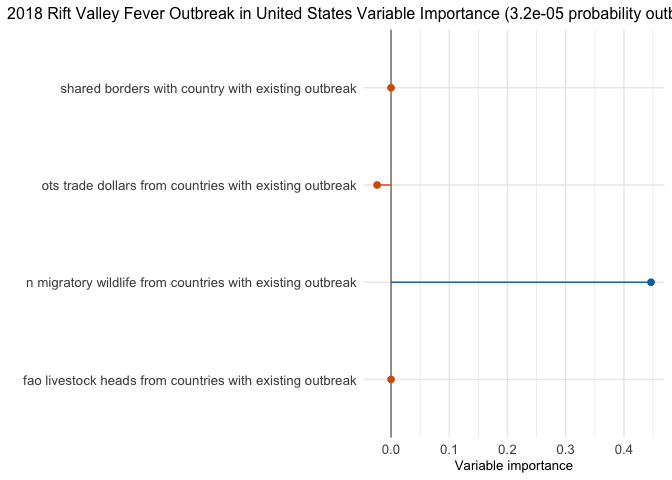 2018 Rift Valley Fever Outbreak in United States Variable Importance (3.2e-05 probability outb
shared borders with country with existing outbreak
ots trade dollars from countries with existing outbreak
n migratory wildlife from countries with existing outbreak
fao livestock heads from countries with existing outbreak
0.0 0.1 0.2 0.3 0.4
Variable importance